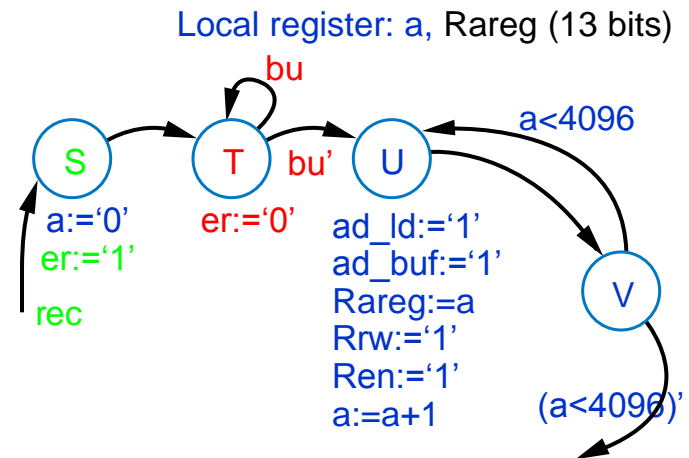 Local register: a, Rareg (13 bits)
bu
a<4096
S
T
bu’
U
a:=‘0’
er:=‘1’
rec
er:=‘0’
ad_ld:=‘1’
ad_buf:=‘1’
Rareg:=a
Rrw:=‘1’
Ren:=‘1’
a:=a+1
V
(a<4096)’